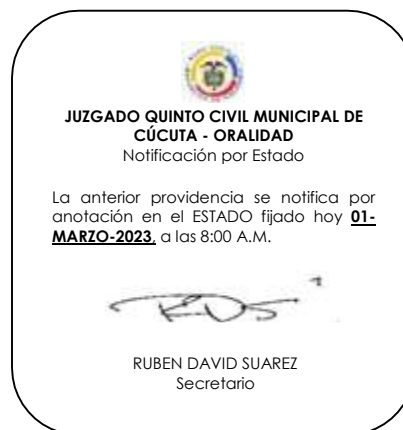 JUZGADO QUINTO CIVIL MUNICIPAL DE
CÚCUTA - ORALIDAD
Notificación por Estado
La anterior providencia se notifica por
anotación en el ESTADO fijado hoy 01-
MARZO-2023, a las 8:00 A.M.
RUBEN DAVID SUAREZ
Secretario